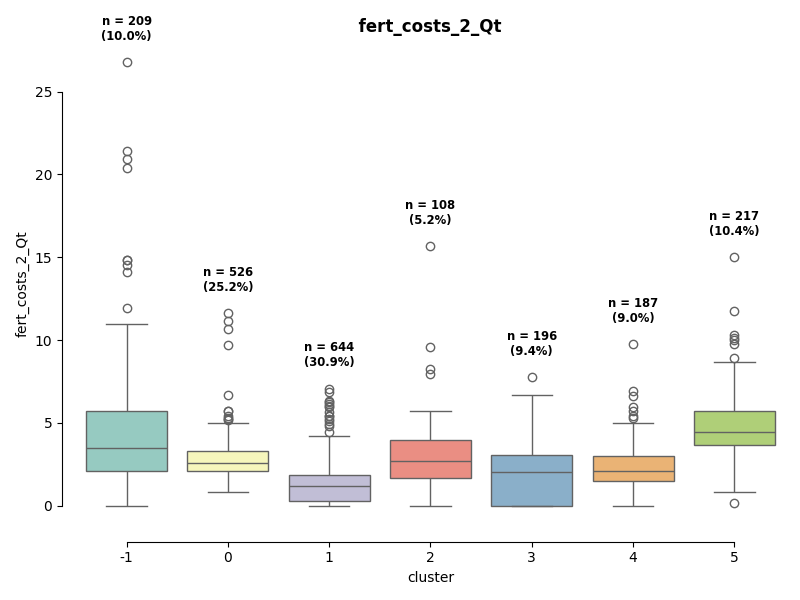 fert_costs_2_Qt
n = 209
(10.0%)
n = 526
(25.2%)
n = 644
(30.9%)
n = 108
(5.2%)
n = 196
(9.4%)
n = 187
(9.0%)
n = 217
(10.4%)
fert_costs_2_Qt
25
20
15
10
5
0
-1 0 1 2 3 4 5
cluster